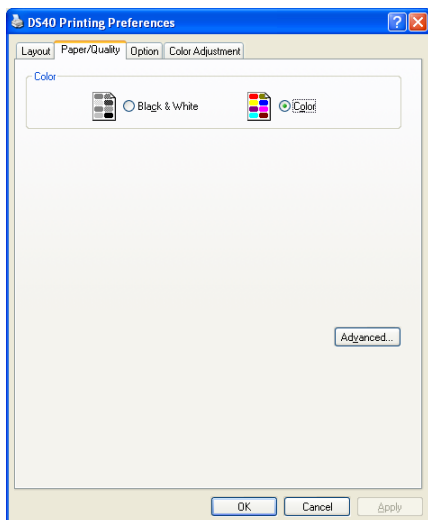 DS40 Printing Preferences
Layout Paper/Quality Option Color Adjustment
Color
Black & White Color
Advanced...
OK Cancel Apply